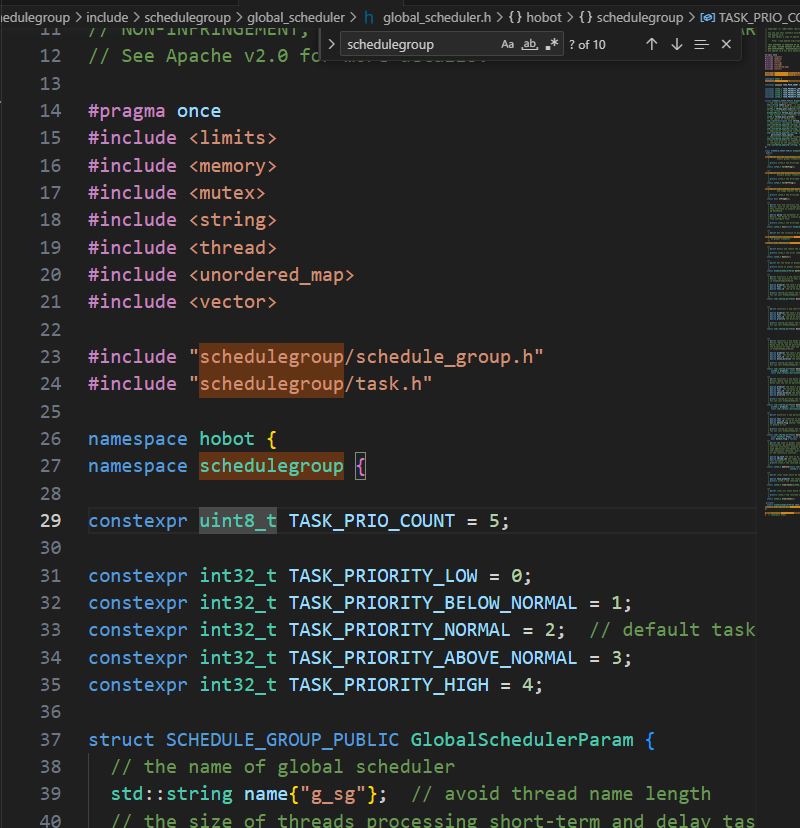 edulegroup > include > schedulegroup > global_scheduler > h global_scheduler.h > {} hobot > {} schedulegroup > TASK_PRIO_CO
schedulegroup Aa ab .* ? of 10
11 // NON-INFRINGEMENT,
12 // See Apache v2.0 for
13
14 #pragma once
15 #include <limits>
16 #include <memory>
17 #include <mutex>
18 #include <string>
19 #include <thread>
20 #include <unordered_map>
21 #include <vector>
22
23 #include "schedulegroup/schedule_group.h"
24 #include "schedulegroup/task.h"
25
26 namespace hobot {
27 namespace schedulegroup {
28
29 constexpr uint8_t TASK_PRIO_COUNT = 5;
30
31 constexpr int32_t TASK_PRIORITY_LOW = 0;
32 constexpr int32_t TASK_PRIORITY_BELOW_NORMAL = 1;
33 constexpr int32_t TASK_PRIORITY_NORMAL = 2;  // default task
34 constexpr int32_t TASK_PRIORITY_ABOVE_NORMAL = 3;
35 constexpr int32_t TASK_PRIORITY_HIGH = 4;
36
37 struct SCHEDULE_GROUP_PUBLIC GlobalSchedulerParam {
38   // the name of global scheduler
39   std::string name{"g_sg"};  // avoid thread name length
40   // the size of threads processing short-term and delay tas